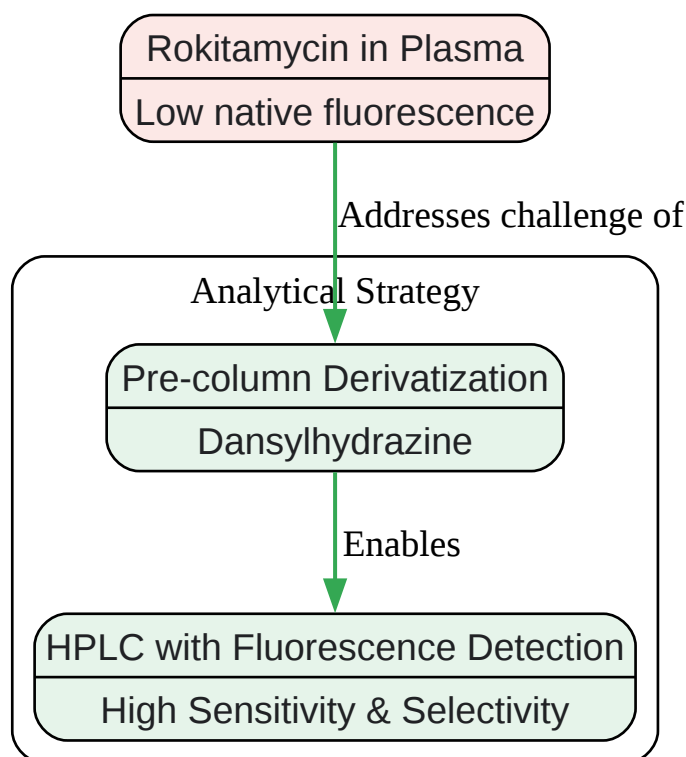 Rokitamycin in Plasma
Low native fluorescence
Addresses challenge of
Analytical Strategy
Pre-column Derivatization
Dansylhydrazine
Enables
HPLC with Fluorescence Detection
High Sensitivity & Selectivity